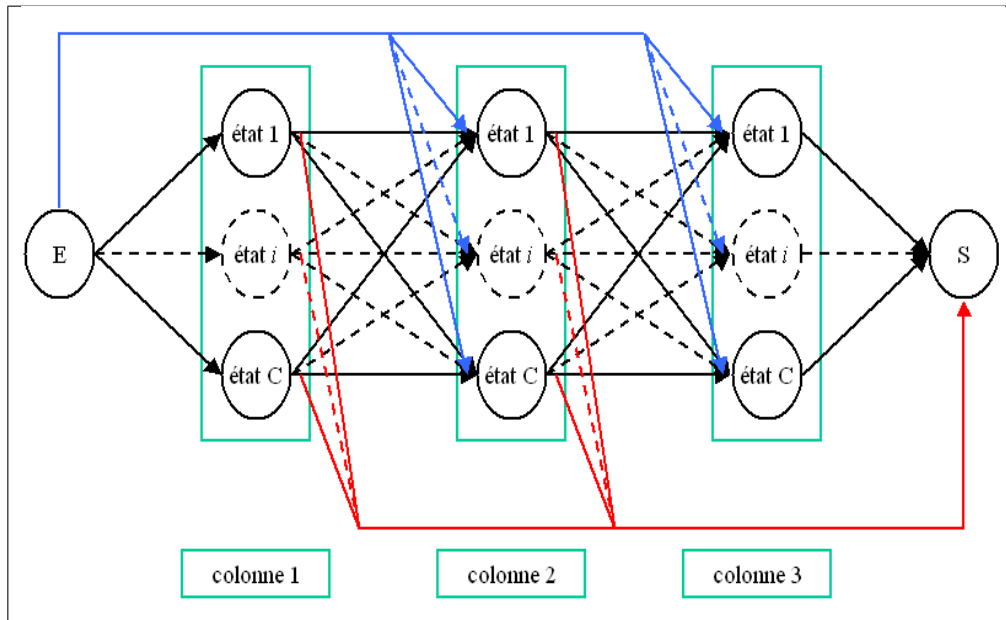 état 1
état 1
état 1
E
état i
état i
état i
S
état C
état C
état C
colonne 1
colonne 2
colonne 3